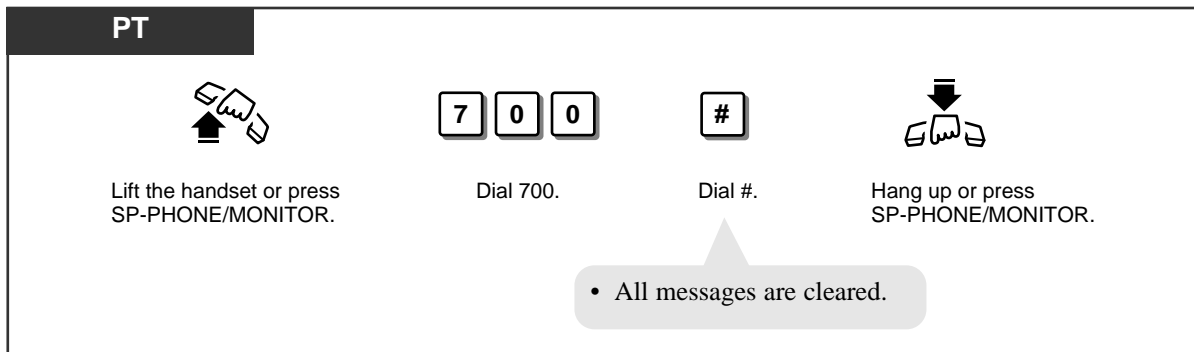 PT
7 0 0 #
Lift the handset or press
SP-PHONE/MONITOR.
Dial 700.
Dial #.
Hang up or press
SP-PHONE/MONITOR.
• All messages are cleared.